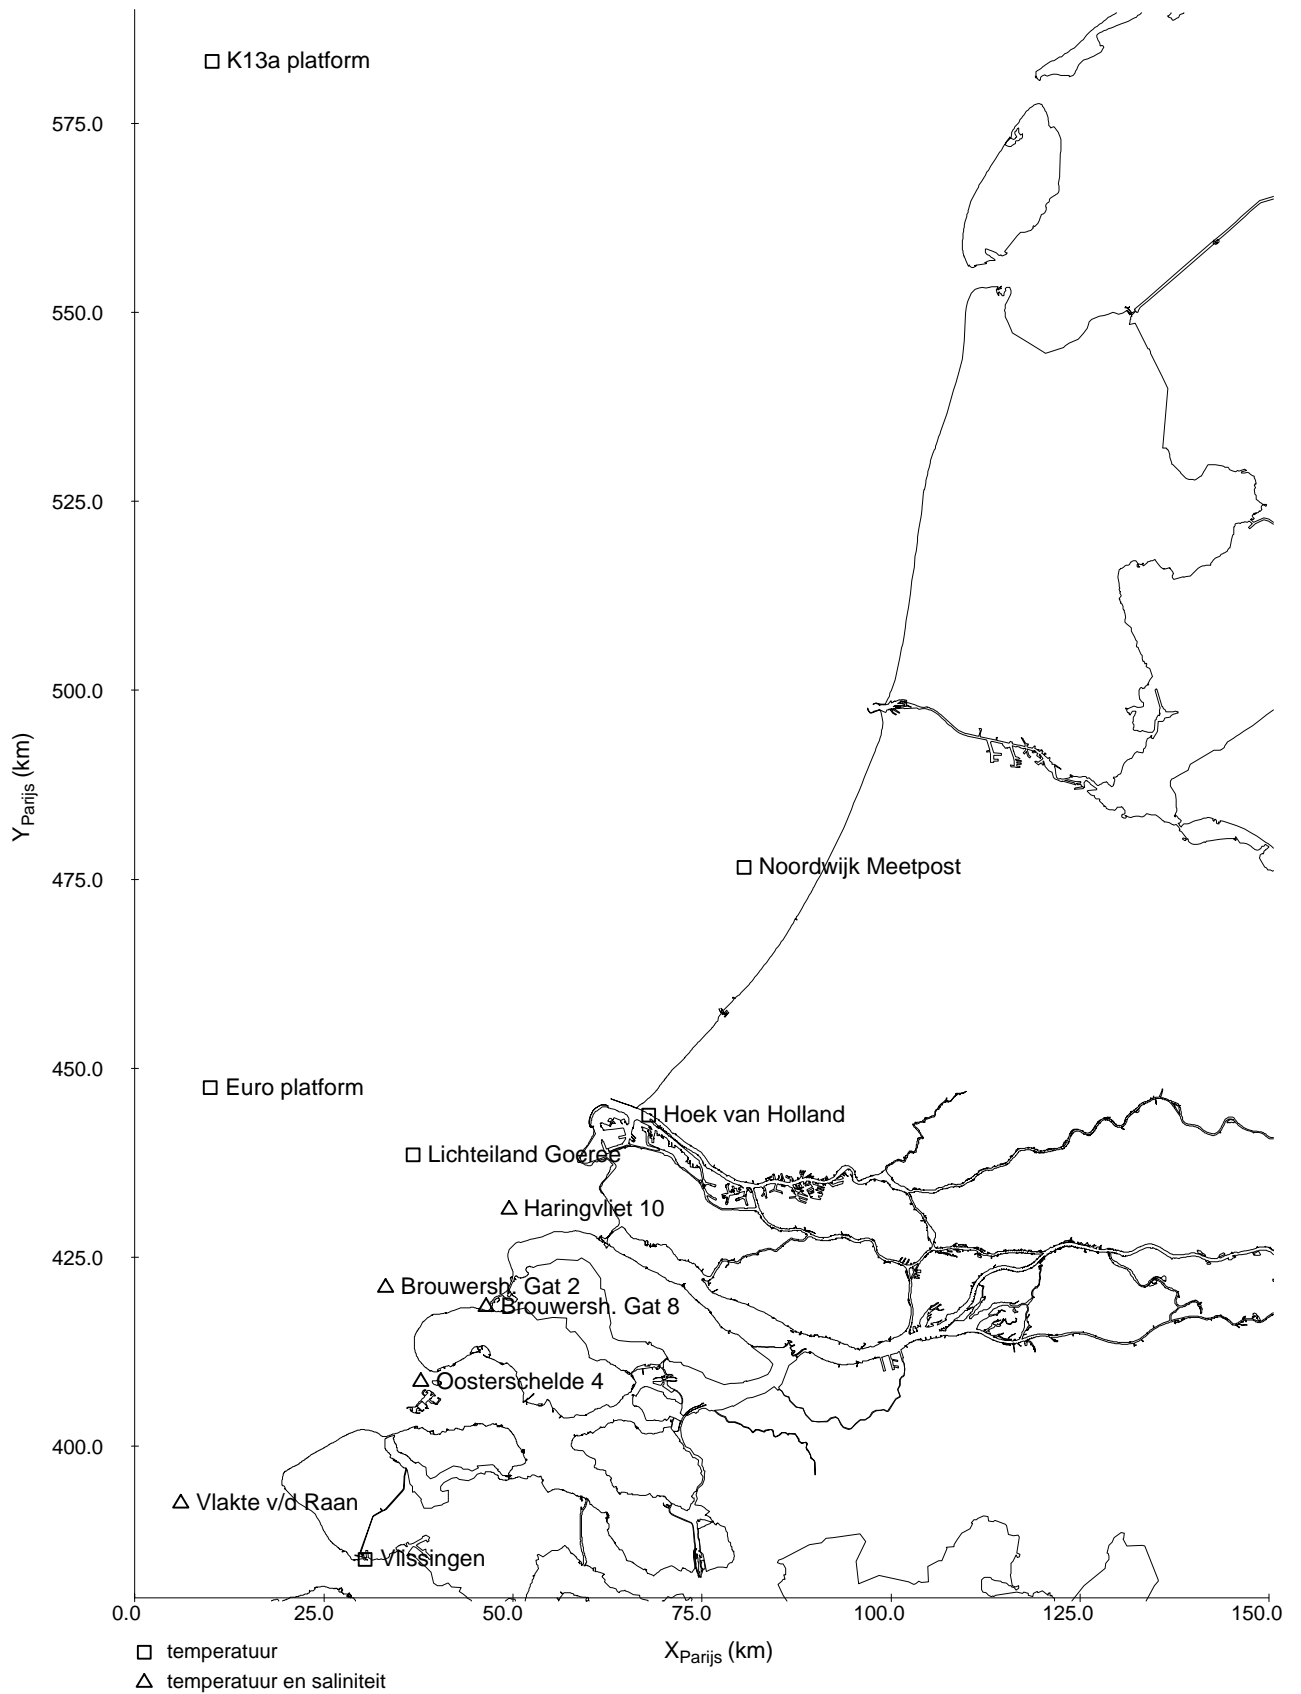 K13a platform
575.0
550.0
525.0
500.0
Y Parijs (km)
Noordwijk Meetpost
475.0
450.0
Euro platform
Hoek van Holland
Lichteiland Goeree
Haringvliet 10
425.0
Brouwersh. Gat 2
Brouwersh. Gat 8
Oosterschelde 4
400.0
Vlakte v/d Raan
Vlissingen
0.0 25.0 50.0 75.0 100.0 125.0 150.0
X Parijs (km)
temperatuur
temperatuur en saliniteit